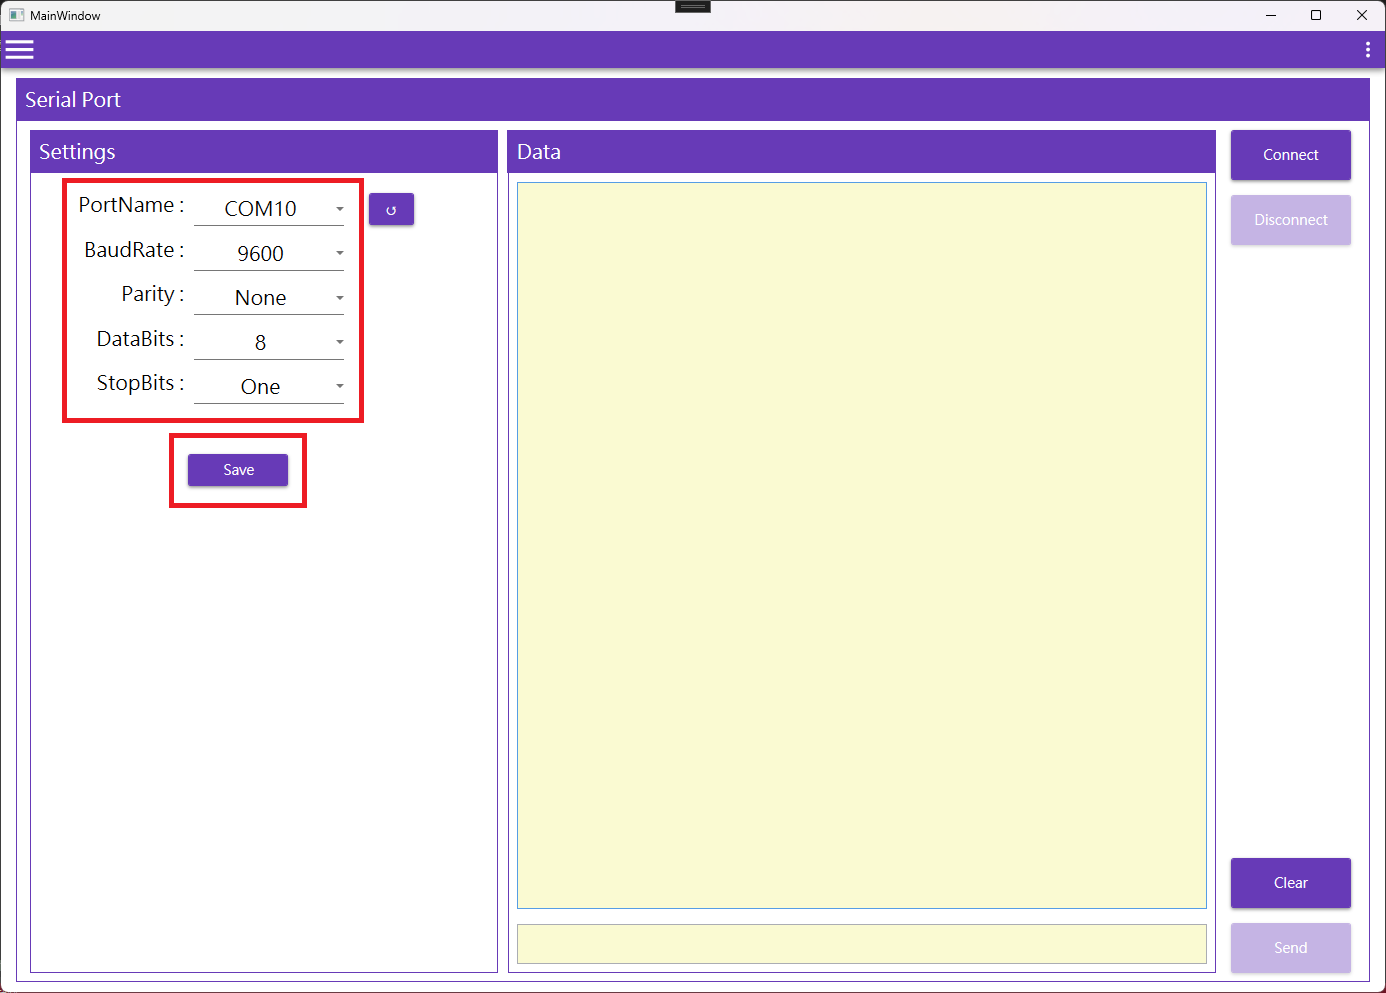 MainWindow
Serial Port
Settings
PortName : COM10
↺
BaudRate : 9600
Parity : None
DataBits : 8
StopBits : One
Save
Data
Connect
Disconnect
Clear
Send